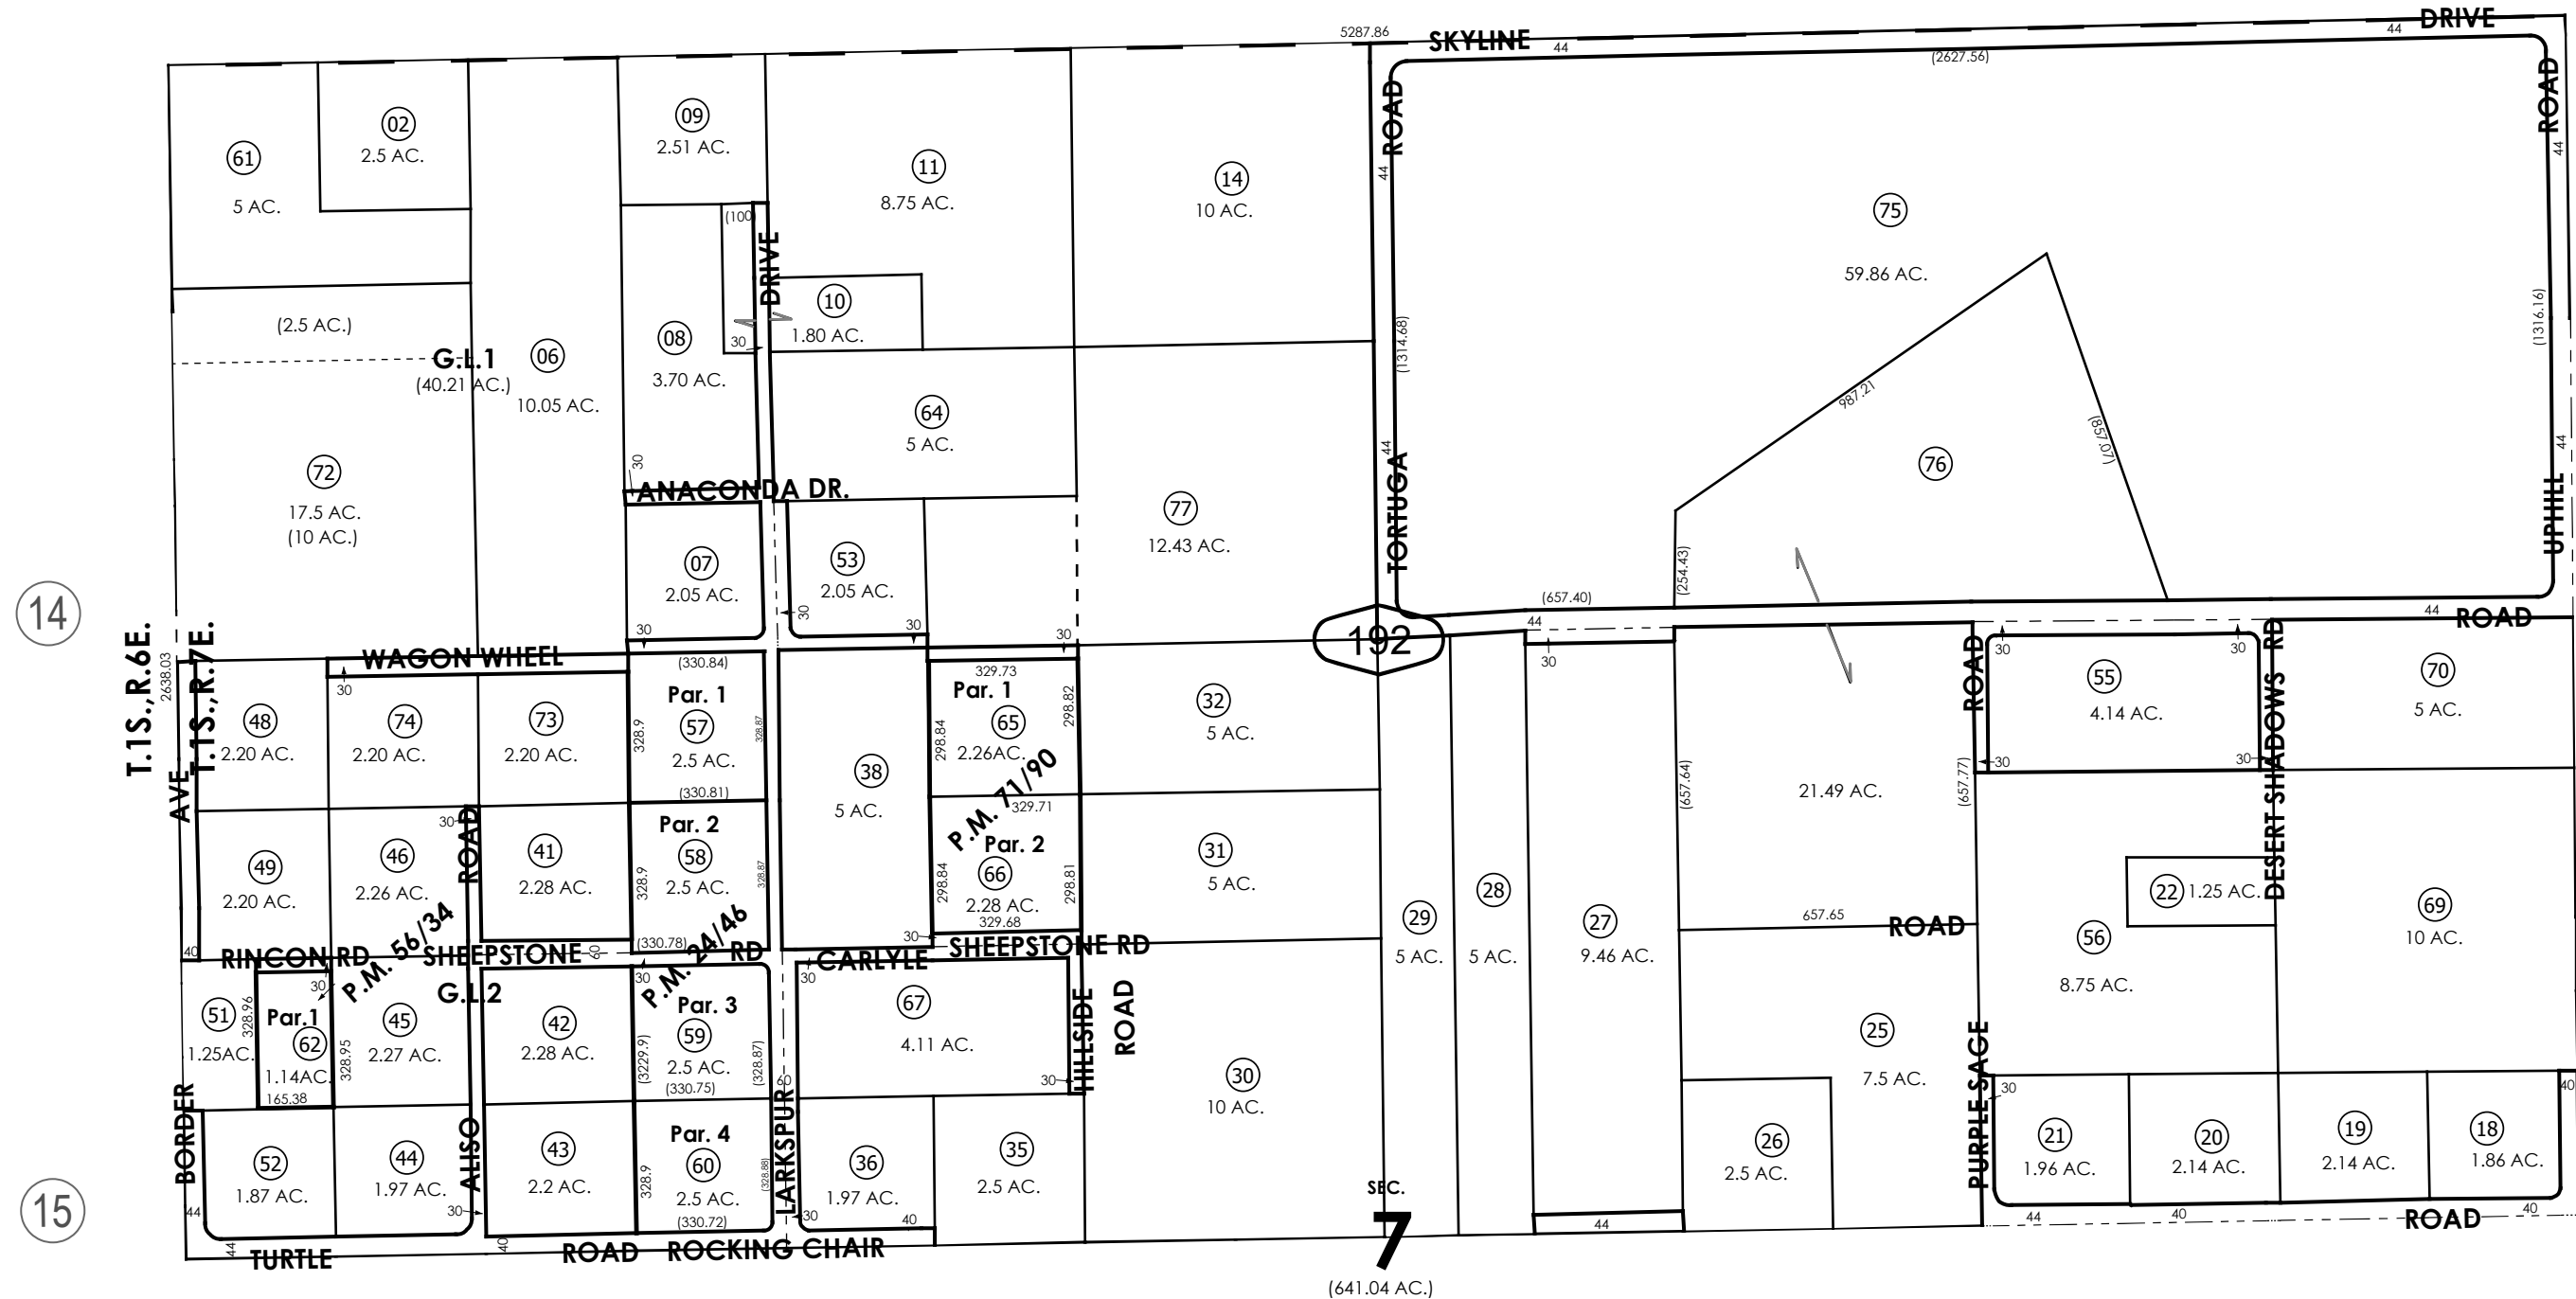 5287.86
SKYLINE
44
DRIVE
44
(2627.56)
ROAD
44
ROAD
44
61
5 AC.
02
2.5 AC.
09
2.51 AC.
11
8.75 AC.
14
10 AC.
75
59.86 AC.
(100)
DRIVE
10
1.80 AC.
30
08
3.70 AC.
(2.5 AC.)
G.L.1
(40.21 AC.)
06
10.05 AC.
(1314.68)
(1316.16)
987.21
(857.07)
64
5 AC.
44
TORTUGA
76
44
UPHILL
72
17.5 AC.
(10 AC.)
30
ANACONDA DR.
77
12.43 AC.
07
2.05 AC.
53
2.05 AC.
30
(254.43)
(657.40)
14
30
30
30
192
44
44
ROAD
T.1S.,R.6E.
2638.03
T.1S.,R.7E.
WAGON WHEEL
30
(330.84)
329.73
30
ROAD
30
30
DESERT SHADOWS RD
48
2.20 AC.
74
2.20 AC.
73
2.20 AC.
Par. 1
57
2.5 AC.
328.9
328.87
(330.81)
38
5 AC.
Par. 1
65
2.26AC.
298.84
298.82
P.M. 71/90
329.71
32
5 AC.
55
4.14 AC.
30
30
70
5 AC.
(657.64)
21.49 AC.
(657.77)
AVE
49
2.20 AC.
46
2.26 AC.
30
ROAD
41
2.28 AC.
Par. 2
58
2.5 AC.
328.9
328.87
(330.78)
Par. 2
66
2.28 AC.
298.84
298.81
329.68
31
5 AC.
29
5 AC.
28
5 AC.
27
9.46 AC.
657.65
ROAD
22
1.25 AC.
56
8.75 AC.
69
10 AC.
40
RINCON RD
P.M. 56/34
SHEEPSTONE
60
P.M. 24/46
RD
CARLYLE
30
SHEEPSTONE RD
51
1.25AC.
328.96
Par.1
62
1.14AC.
165.38
30
328.95
45
2.27 AC.
G.L.2
42
2.28 AC.
30
Par. 3
59
2.5 AC.
(3229.9)
(328.87)
(330.75)
30
67
4.11 AC.
60
30
HILLSIDE
ROAD
30
10 AC.
25
7.5 AC.
PURPLE SAGE
30
40
BORDER
52
1.87 AC.
44
1.97 AC.
ALISO
30
43
2.2 AC.
Par. 4
60
2.5 AC.
328.9
(328.88)
(330.72)
LARKSPUR
30
36
1.97 AC.
40
35
2.5 AC.
26
2.5 AC.
21
1.96 AC.
20
2.14 AC.
19
2.14 AC.
18
1.86 AC.
15
44
44
TURTLE
40
ROAD
ROCKING CHAIR
SEC.
7
(641.04 AC.)
44
44
40
ROAD
40